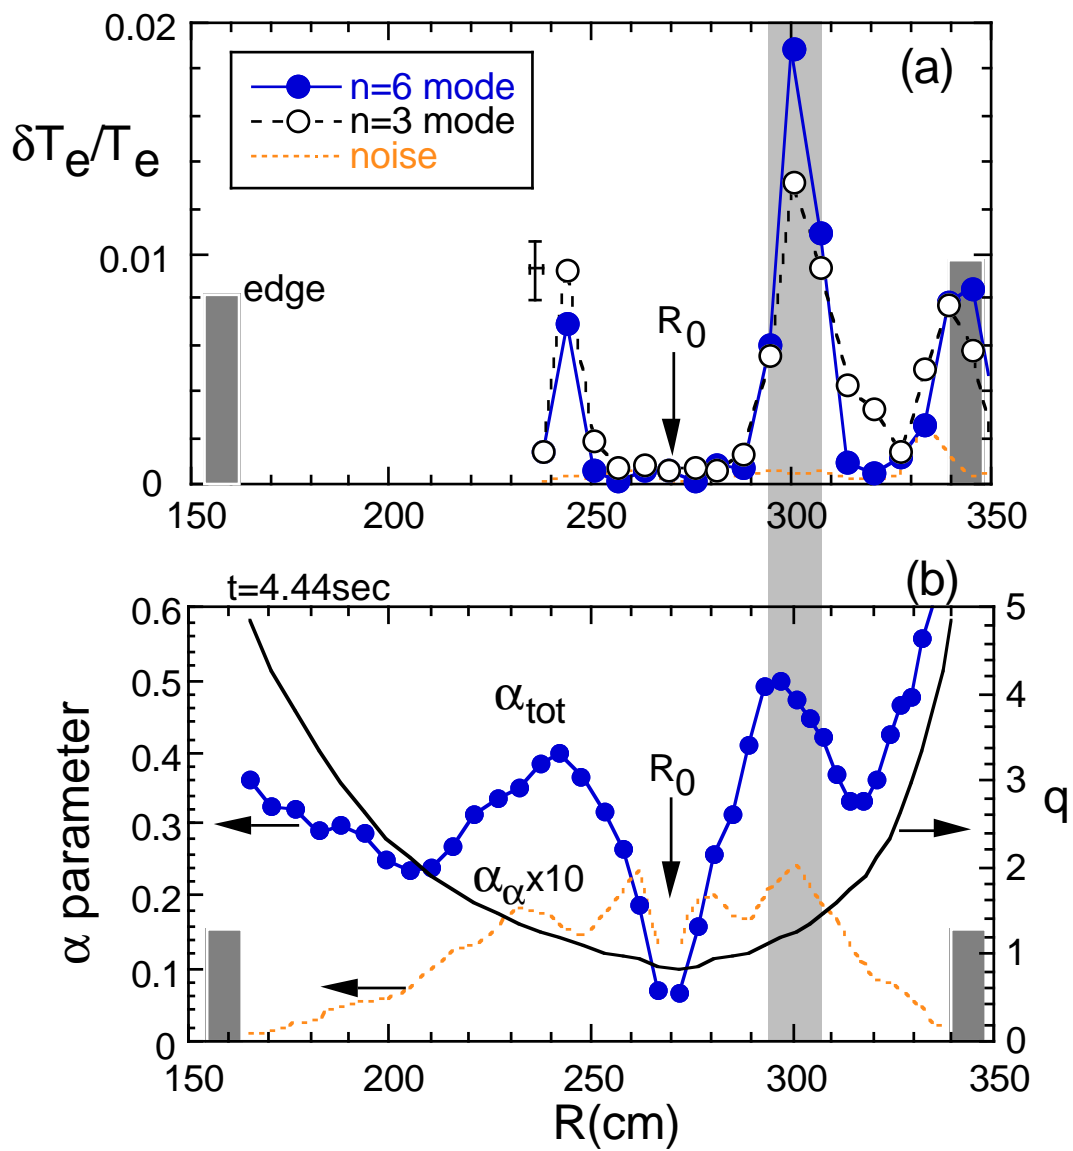 0.02
(a)
n=6 mode
n=3 mode
noise
δTe/Te
0.01
edge
R0
0
150
200
250
300
350
(b)
t=4.44sec
0.6
5
0.5
αtot
4
0.4
R0
3
q
0.3
α parameter
αα×10
2
0.2
0.1
1
0
0
150
200
250
300
350
R(cm)